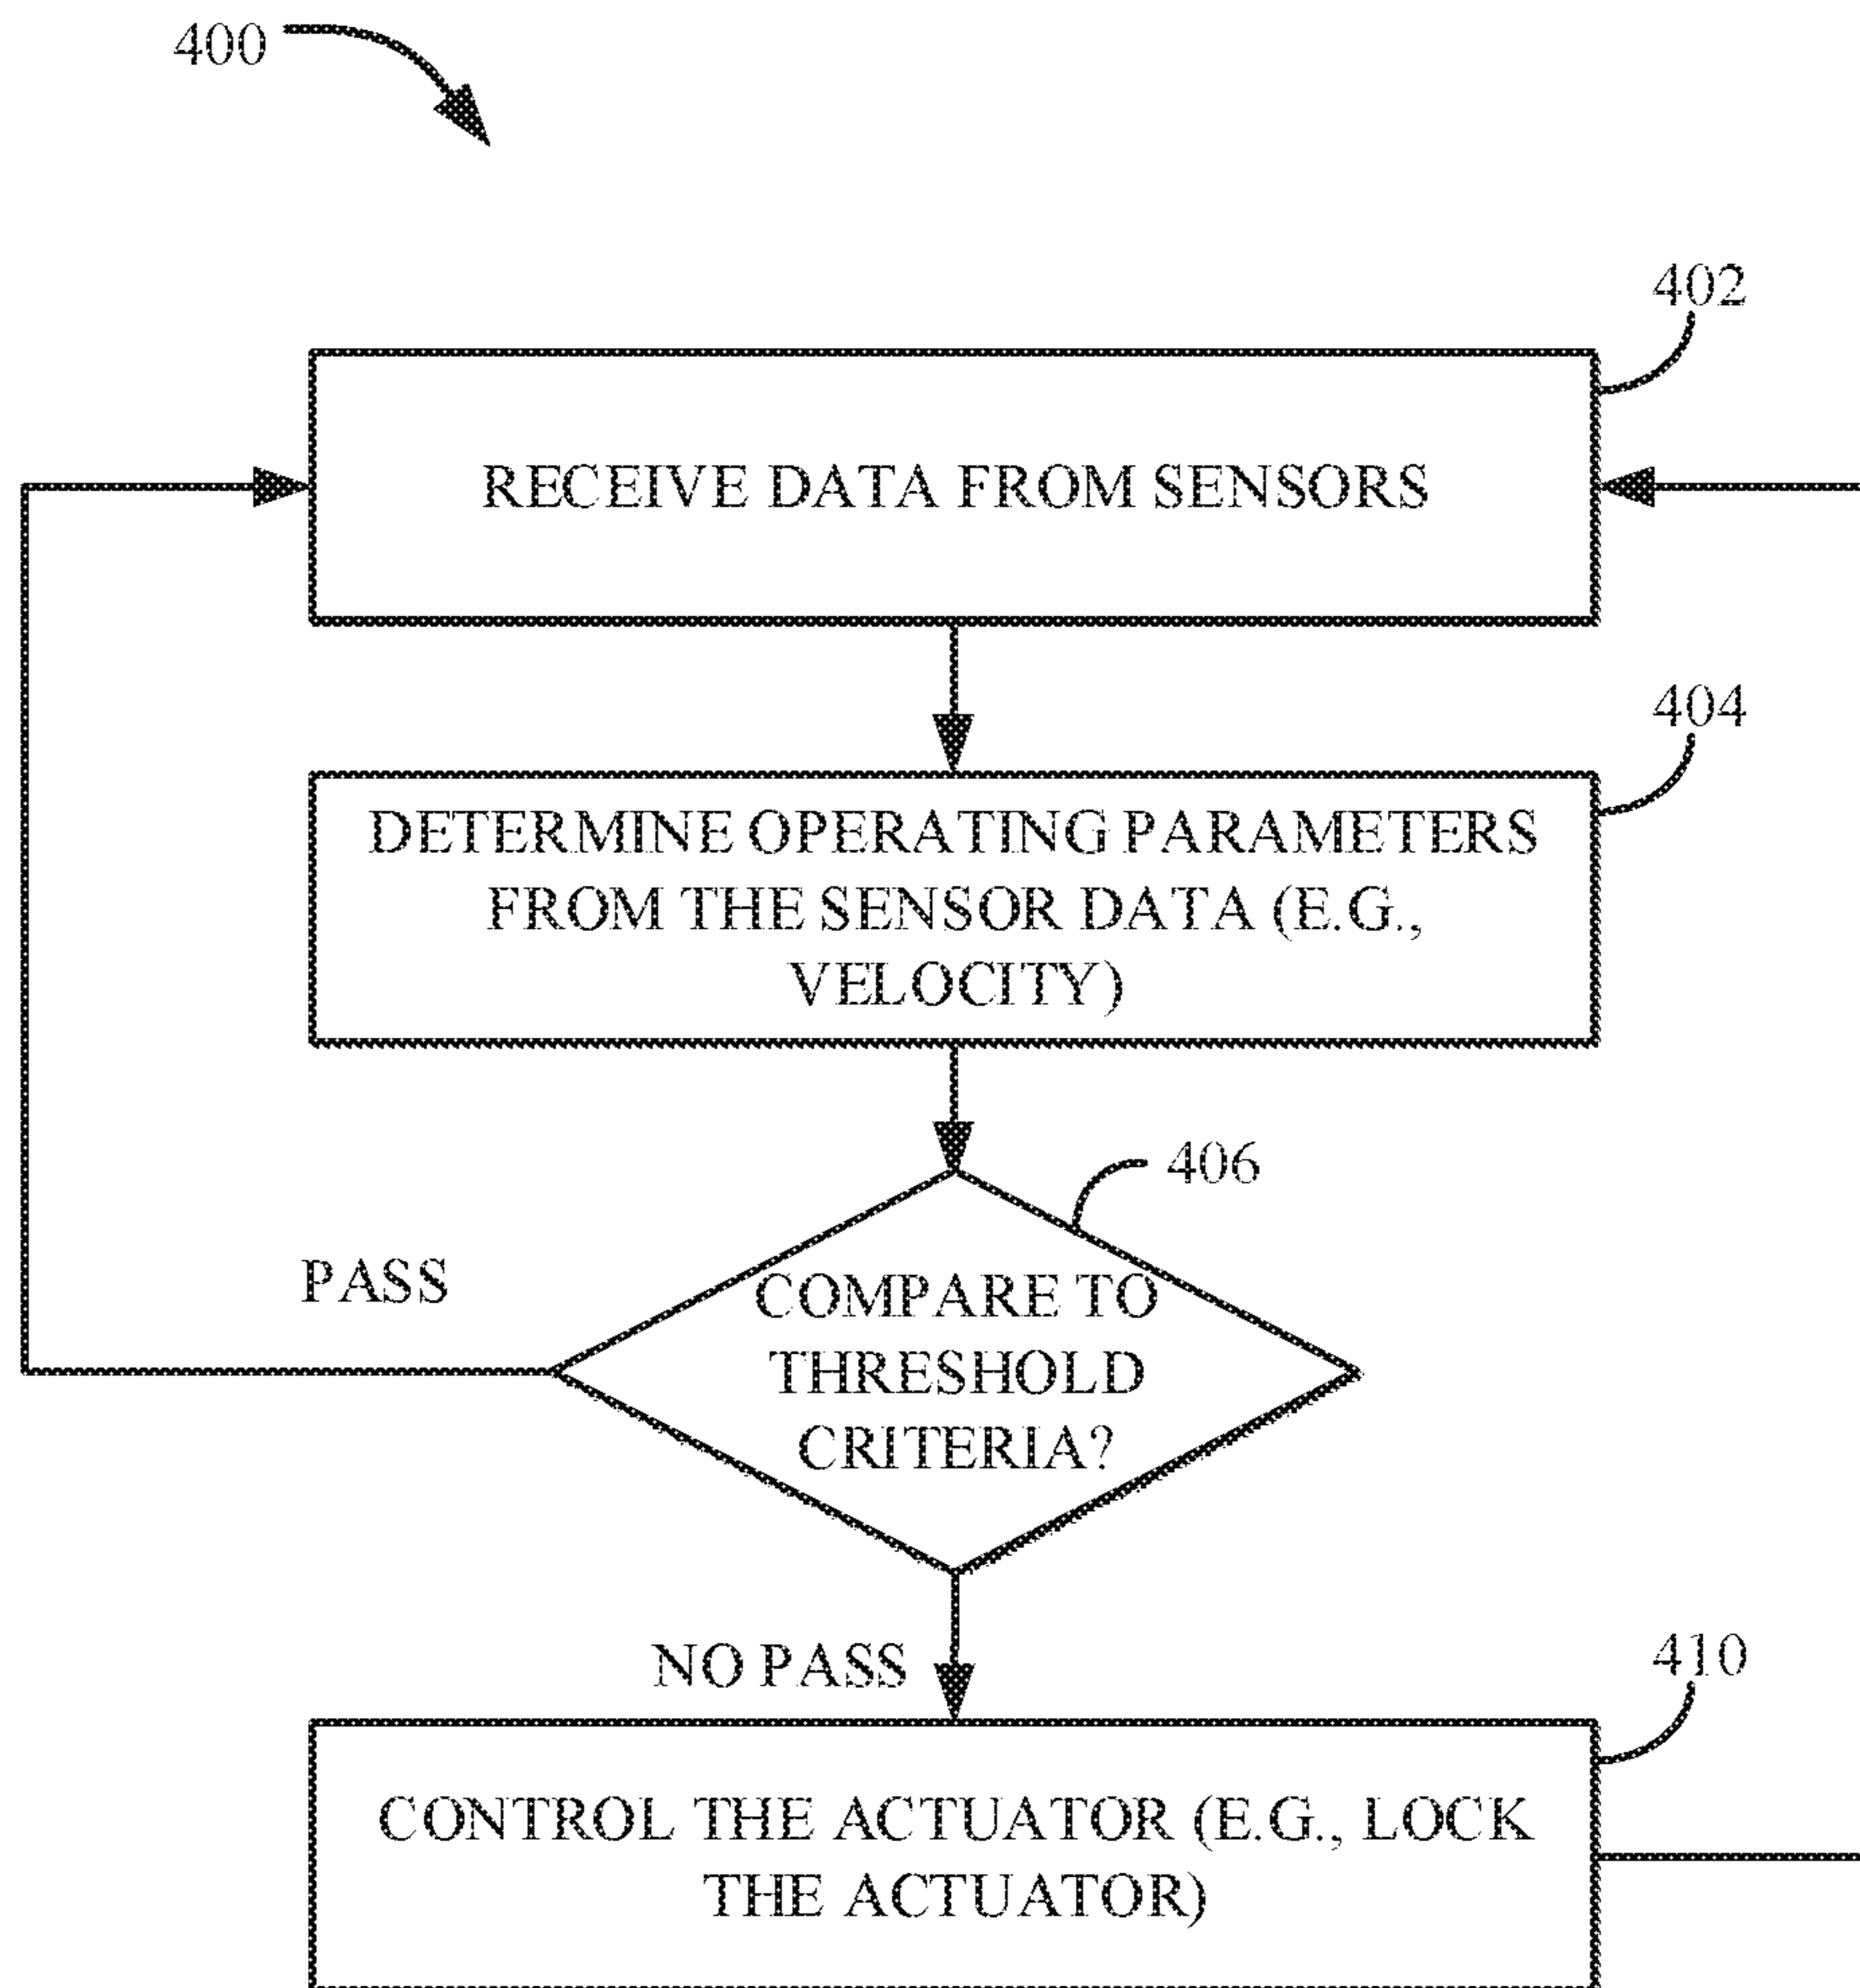 400
402
RECEIVE DATA FROM SENSORS
404
DETERMINE OPERATING PARAMETERS
FROM THE SENSOR DATA (E.G.,
VELOCITY)
406
PASS
COMPARE TO
THRESHOLD
CRITERIA?
NO PASS
410
CONTROL THE ACTUATOR (E.G., LOCK
THE ACTUATOR)